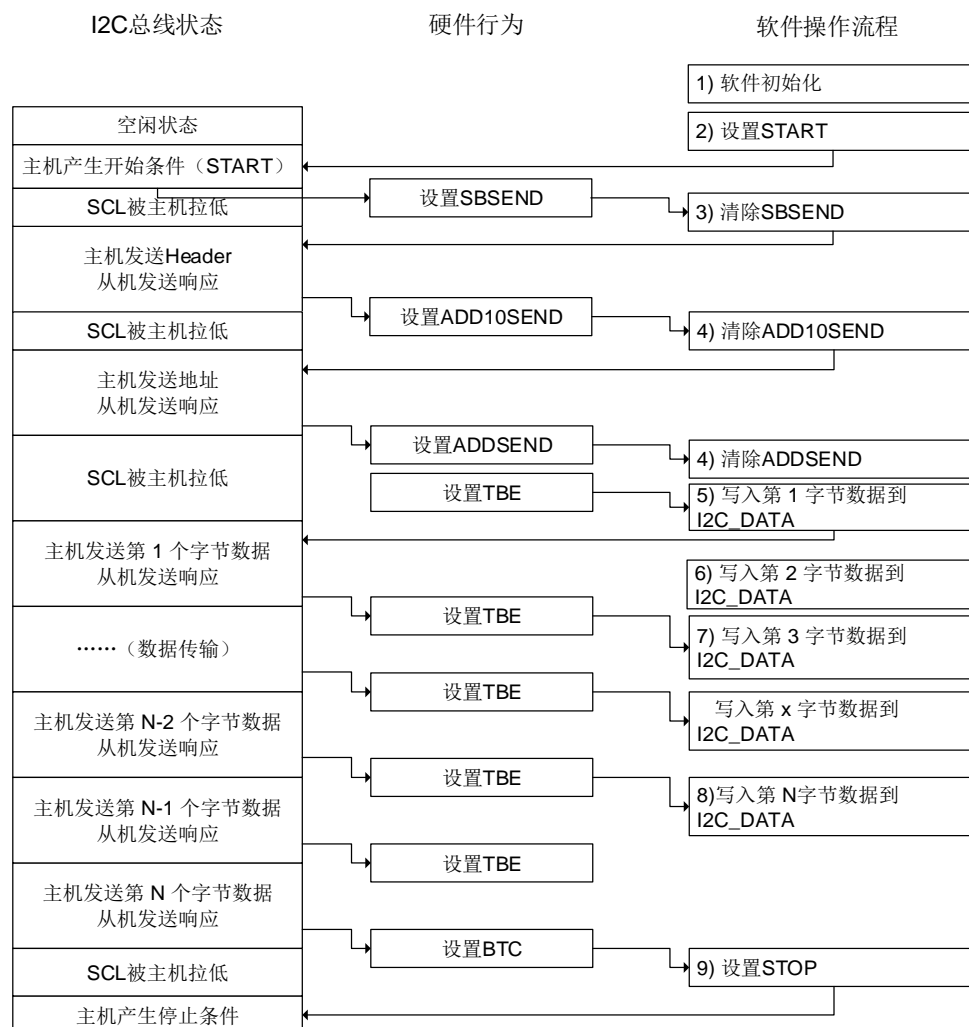 I2C总线状态
硬件行为
软件操作流程
1) 软件初始化
空闲状态
2) 设置START
主机产生开始条件（START）
设置SBSEND
SCL被主机拉低
3) 清除SBSEND
主机发送Header
从机发送响应
设置ADD10SEND
SCL被主机拉低
4) 清除ADD10SEND
主机发送地址
从机发送响应
设置ADDSEND
4) 清除ADDSEND
SCL被主机拉低
设置TBE
5) 写入第 1 字节数据到
I2C_DATA
主机发送第 1 个字节数据
从机发送响应
6) 写入第 2 字节数据到
I2C_DATA
设置TBE
7) 写入第 3 字节数据到
I2C_DATA
……（数据传输）
设置TBE
写入第 x 字节数据到
I2C_DATA
主机发送第 N-2 个字节数据
从机发送响应
设置TBE
8)写入第 N字节数据到
I2C_DATA
主机发送第 N-1 个字节数据
从机发送响应
设置TBE
主机发送第 N 个字节数据
从机发送响应
设置BTC
SCL被主机拉低
9) 设置STOP
主机产生停止条件